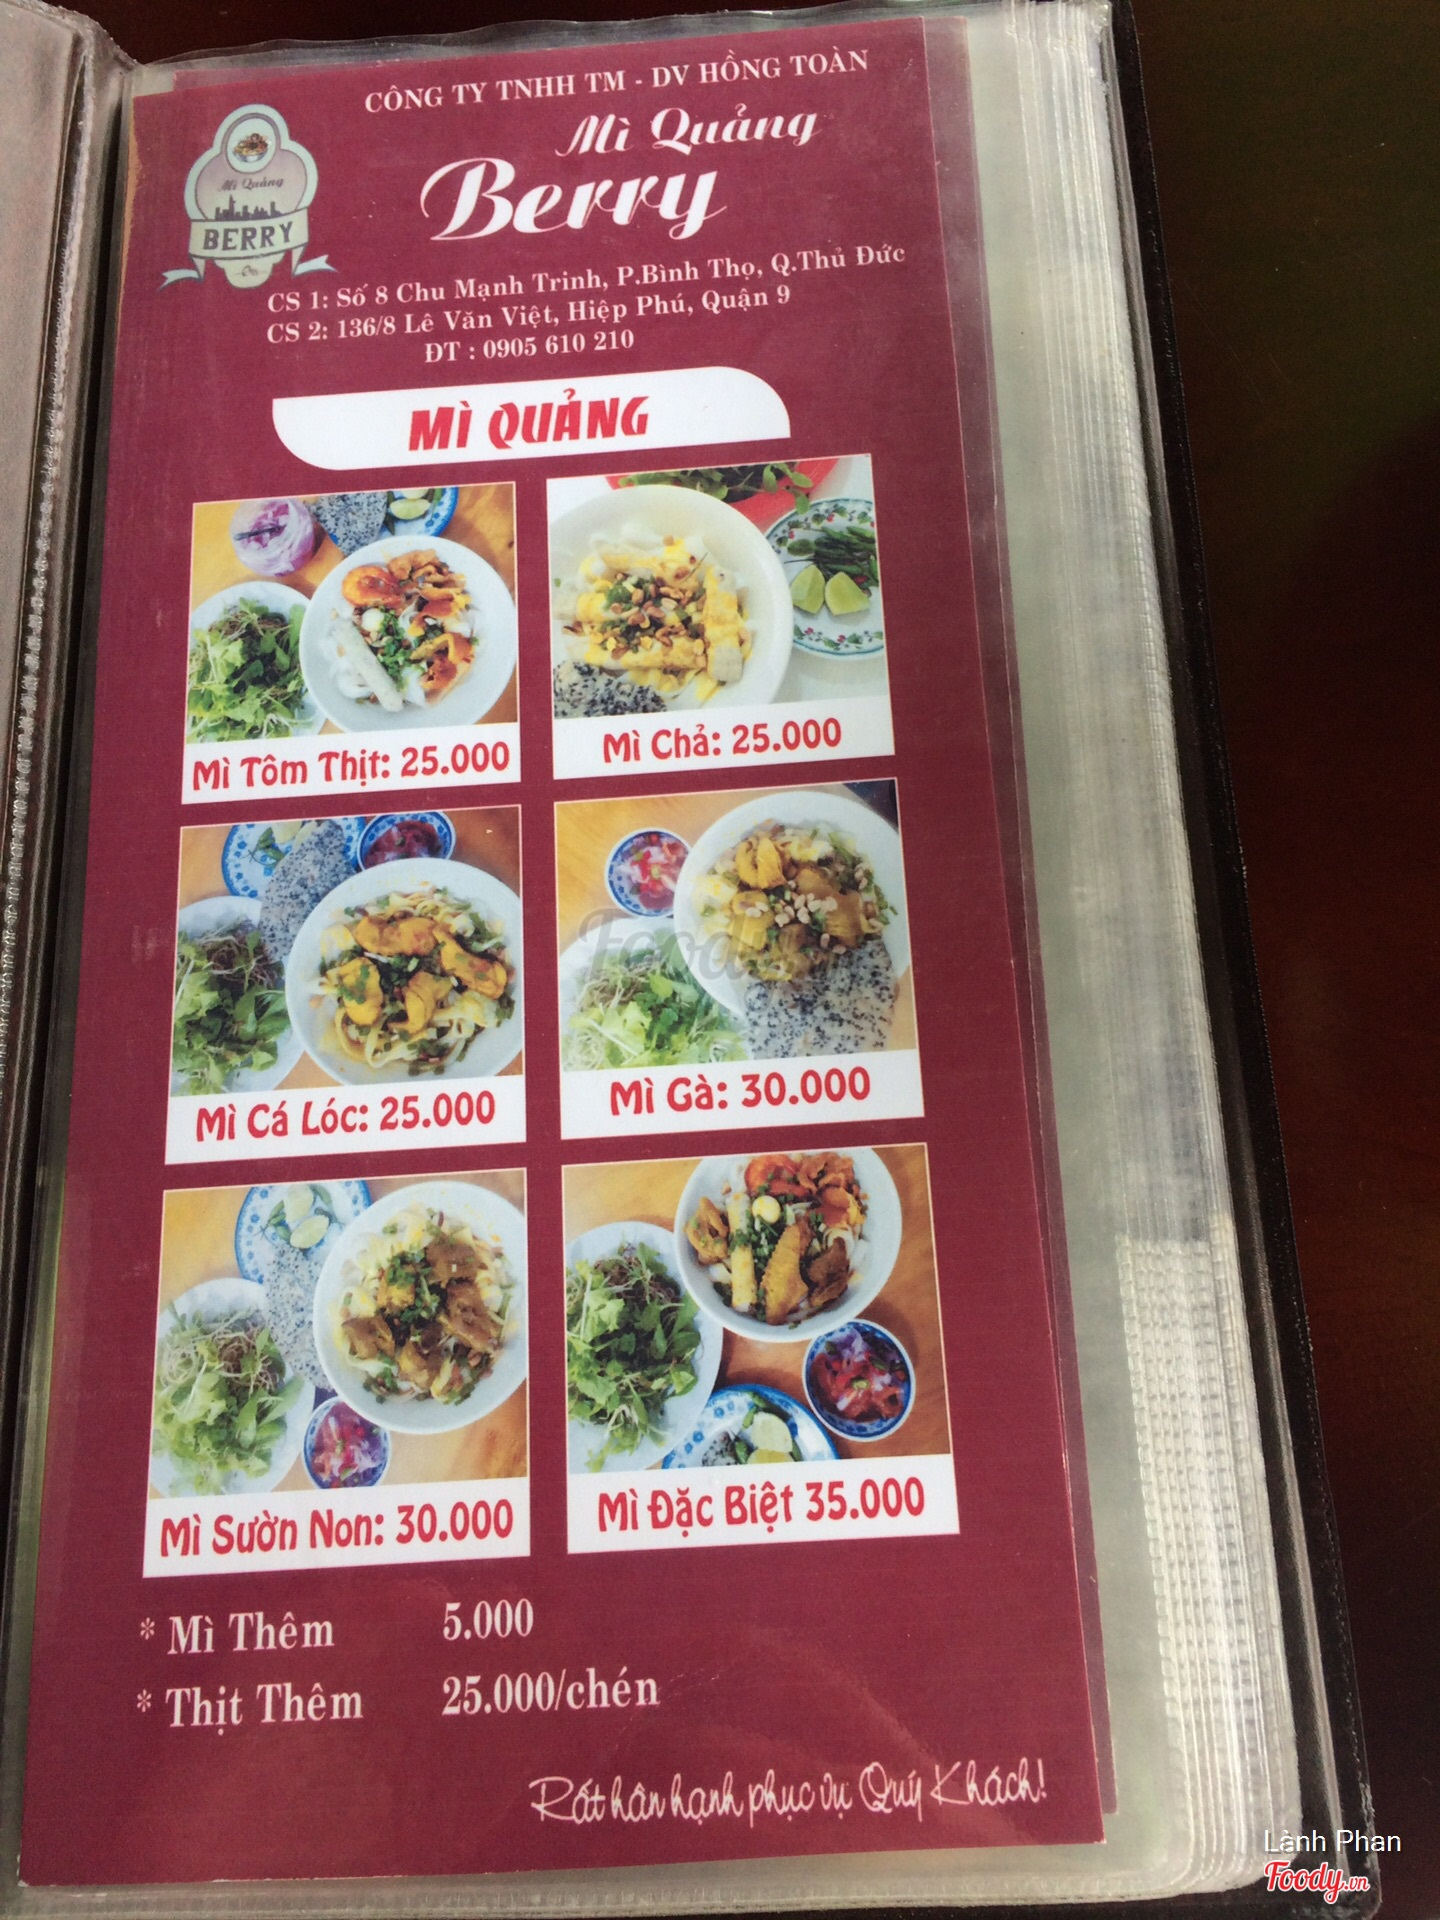 CÔNG TY TNHH TM - DV HỒNG TOÀN
Mì Quảng
Berry
Mì Quảng
BERRY
CS 1: Số 8 Chu Mạnh Trinh, P.Bình Thọ, Q.Thủ Đức
CS 2: 136/8 Lê Văn Việt, Hiệp Phú, Quận 9
ĐT : 0905 610 210
MÌ QUẢNG
Mì Tôm Thịt: 25.000
Mì Chả: 25.000
Mì Cá Lóc: 25.000
Mì Gà: 30.000
Mì Sườn Non: 30.000
Mì Đặc Biệt 35.000
* Mì Thêm 5.000
* Thịt Thêm 25.000/chén
Rất hân hạnh phục vụ Quý Khách!
Foody.vn
Lành Phan
Foody.vn